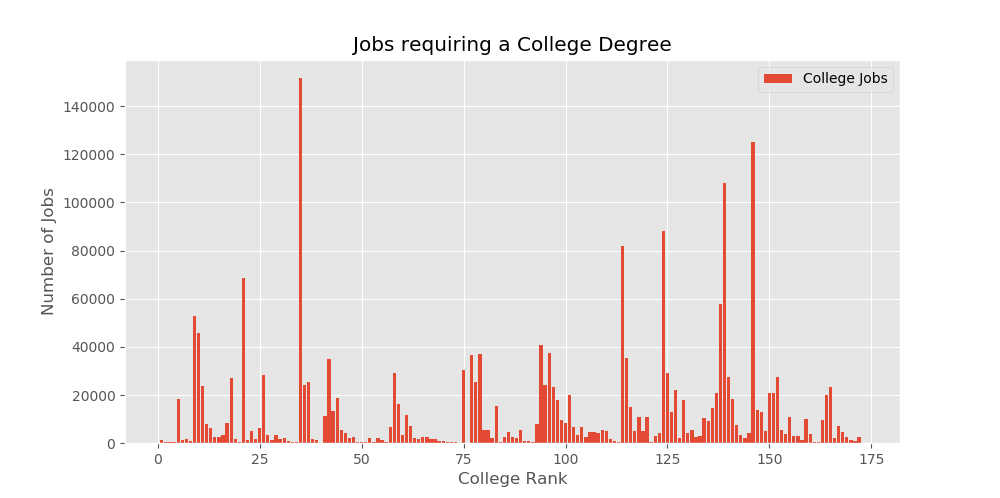 Jobs requiring a College Degree
College Jobs
140000
120000
100000
80000
60000
40000
20000
0
Number of Jobs
0 25 50 75 100 125 150 175
College Rank